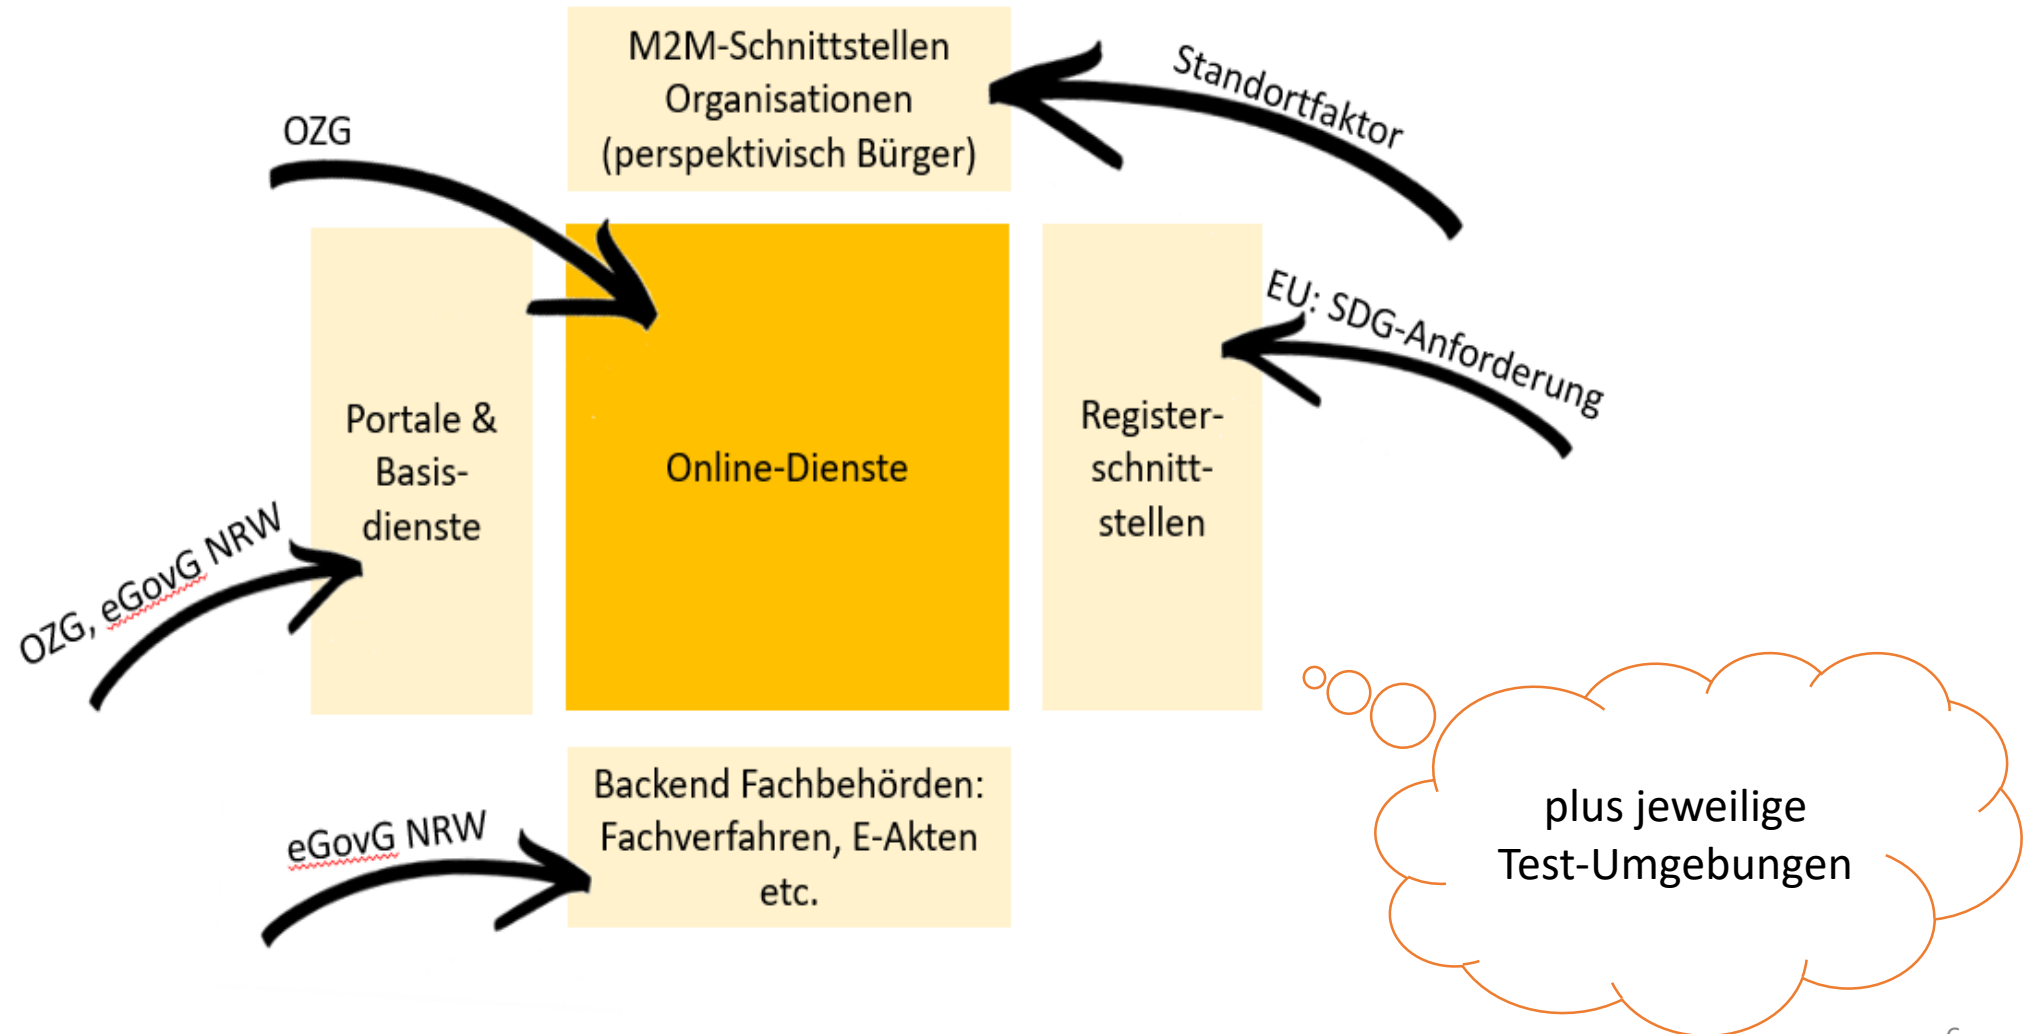 M2M-Schnittstellen
Organisationen
(perspektivisch Bürger)
Standortfaktor
OZG
EU: SDG-Anforderung
Portale &
Basis-
dienste
Online-Dienste
Register-
schnitt-
stellen
OZG, eGovG NRW
Backend Fachbehörden:
Fachverfahren, E-Akten
etc.
eGovG NRW
plus jeweilige
Test-Umgebungen